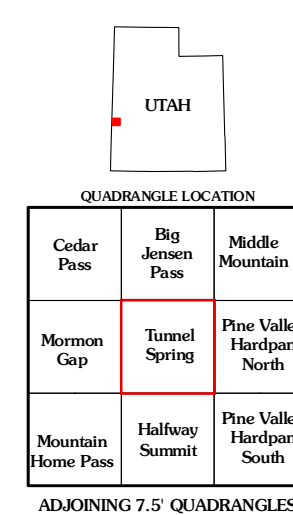 UTAH
QUADRANGLE LOCATION
Cedar
Pass
Big
Jensen
Pass
Middle
Mountain
Mormon
Gap
Tunnel
Spring
Pine Valle
Hardpan
North
Mountain
Home Pass
Halfway
Summit
Pine Valle
Hardpan
South
ADJOINING 7.5' QUADRANGLES